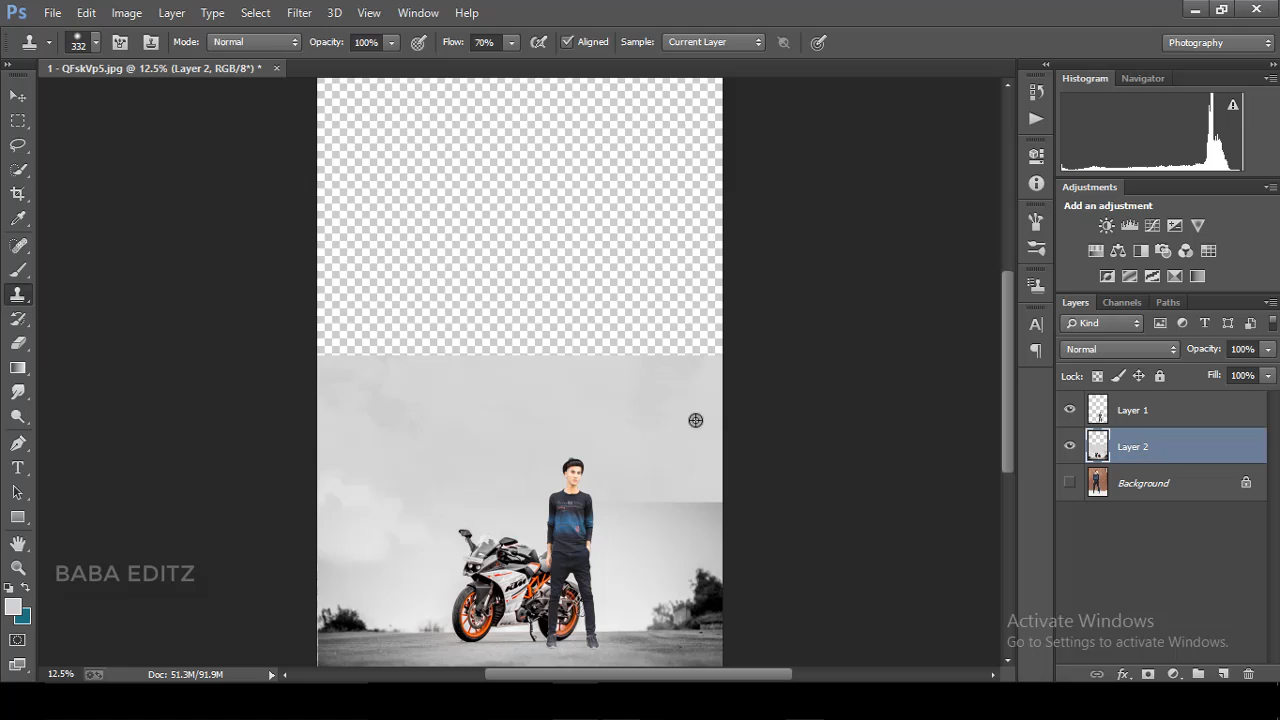 Ps File Edit Image Layer Type Select Filter 3D View Window Help
332 Mode: Normal Opacity: 100% Flow: 70% Aligned Sample: Current Layer Photography
1 - QFskVp5.jpg @ 12.5% (Layer 2, RGB/8*) *
Histogram Navigator
Adjustments
Add an adjustment
Layers Channels Paths
Kind
Normal Opacity: 100%
Lock: Fill: 100%
Layer 1
Layer 2
Background
BABA EDITZ
Activate Windows
Go to Settings to activate Windows.
12.5% Doc: 51.3M/91.9M